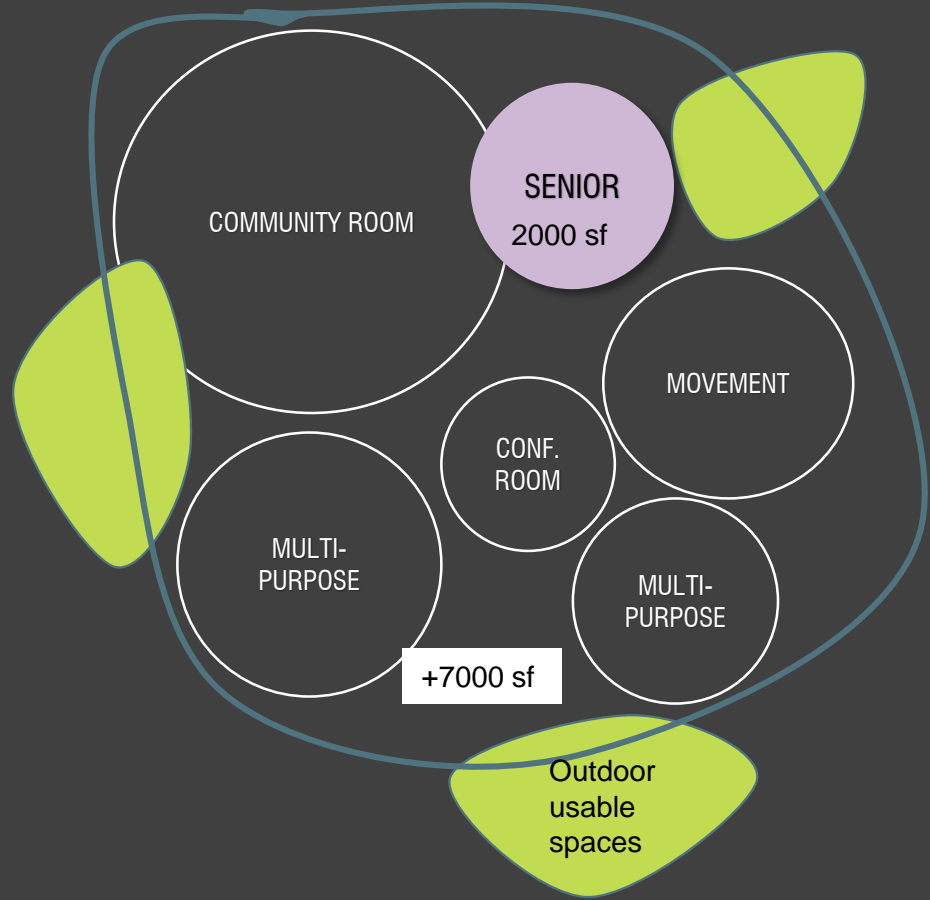 COMMUNITY ROOM
SENIOR
2000 sf
MOVEMENT
CONF.
ROOM
MULTI-
PURPOSE
MULTI-
PURPOSE
+7000 sf
Outdoor
usable
spaces